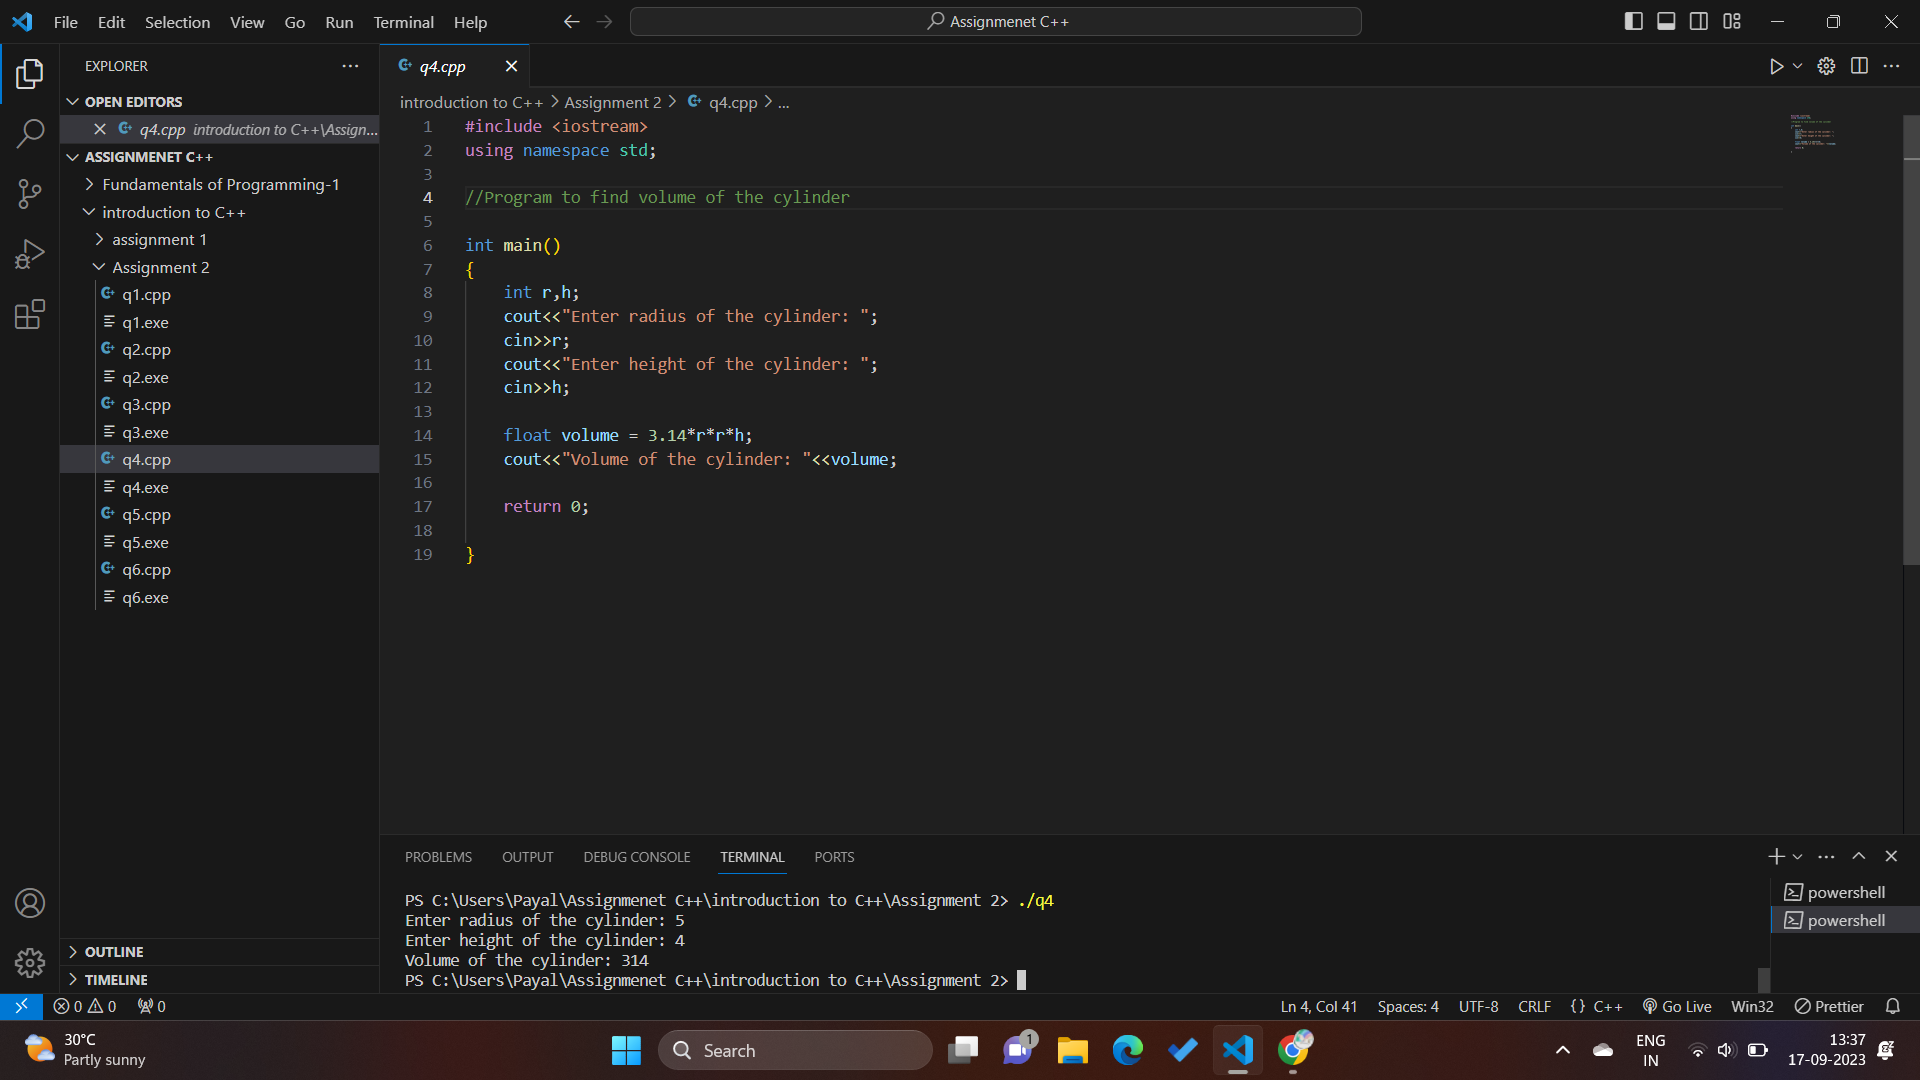 File Edit Selection View Go Run Terminal Help
Assignmenet C++
EXPLORER
OPEN EDITORS
q4.cpp introduction to C++\Assign...
ASSIGNMENET C++
Fundamentals of Programming-1
introduction to C++
assignment 1
Assignment 2
q1.cpp
q1.exe
q2.cpp
q2.exe
q3.cpp
q3.exe
q4.cpp
q4.exe
q5.cpp
q5.exe
q6.cpp
q6.exe
OUTLINE
TIMELINE
q4.cpp
introduction to C++ > Assignment 2 > q4.cpp > ...
1 #include <iostream>
2 using namespace std;
3
4 //Program to find volume of the cylinder
5
6 int main()
7 {
8 int r,h;
9 cout<<"Enter radius of the cylinder: ";
10 cin>>r;
11 cout<<"Enter height of the cylinder: ";
12 cin>>h;
13
14 float volume = 3.14*r*r*h;
15 cout<<"Volume of the cylinder: "<<volume;
16
17 return 0;
18
19 }
PROBLEMS OUTPUT DEBUG CONSOLE TERMINAL PORTS
PS C:\Users\Payal\Assignmenet C++\introduction to C++\Assignment 2> ./q4
Enter radius of the cylinder: 5
Enter height of the cylinder: 4
Volume of the cylinder: 314
PS C:\Users\Payal\Assignmenet C++\introduction to C++\Assignment 2>
powershell
powershell
0 0 0
Ln 4, Col 41 Spaces: 4 UTF-8 CRLF {} C++ Go Live Win32 Prettier
30°C
Partly sunny
Search
1
ENG
IN
13:37
17-09-2023